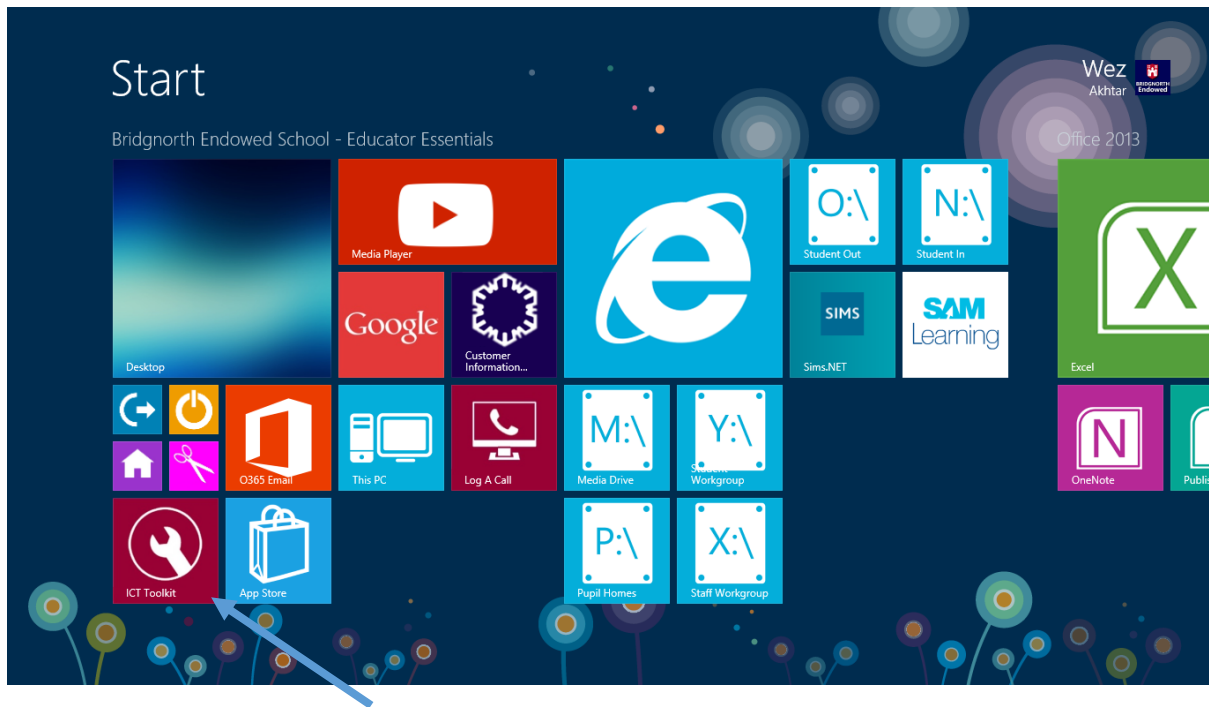 Start
Wez
Akhtar
BRIDGNORTH
Endowed
Bridgnorth Endowed School - Educator Essentials
Office 2013
Desktop
Media Player
Google
Customer
Information...
O:\
Student Out
N:\
Student In
SIMS
Sims.NET
SAM
Learning
X
Excel
O365 Email
This PC
Log A Call
M:\
Media Drive
Y:\
Student
Workgroup
N
OneNote
P
Publis
ICT Toolkit
App Store
P:\
Pupil Homes
X:\
Staff Workgroup